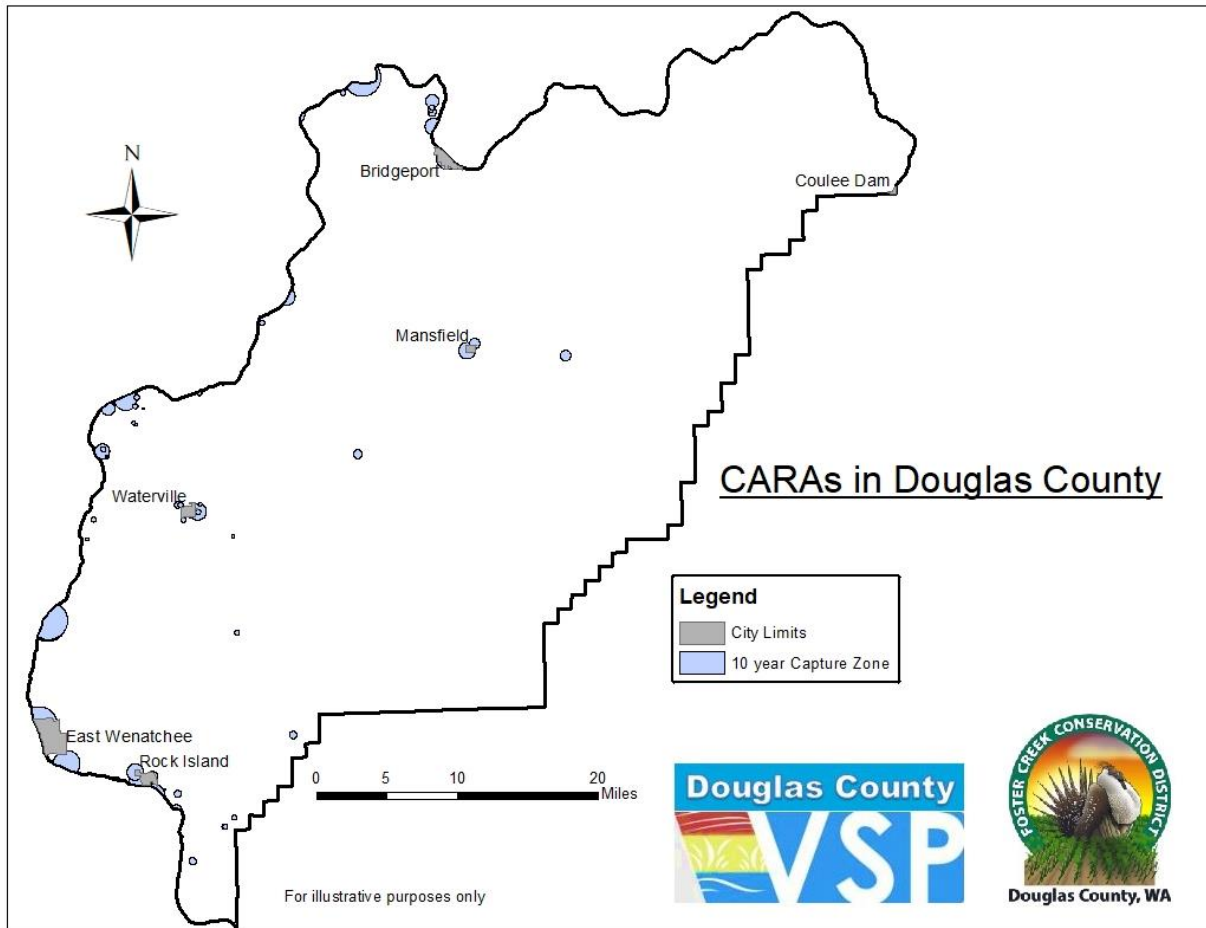 N
Bridgeport
Coulee Dam
Mansfield
CARAs in Douglas County
Waterville
Legend
City Limits
10 year Capture Zone
East Wenatchee
Rock Island
0 5 10 20
Miles
For illustrative purposes only
Douglas County
VSP
FOSTER CREEK CONSERVATION DISTRICT
Douglas County, WA